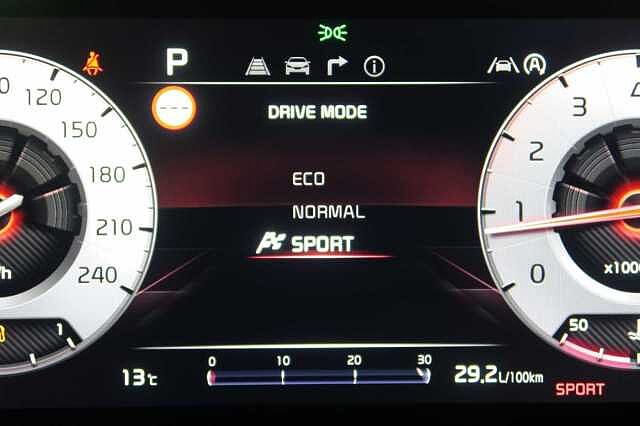 P
DRIVE MODE
ECO
NORMAL
SPORT
120
150
180
210
240
/h
1
3
2
1
0
x1000
50
0 10 20 30
13°c
29.2 L/100km
SPORT